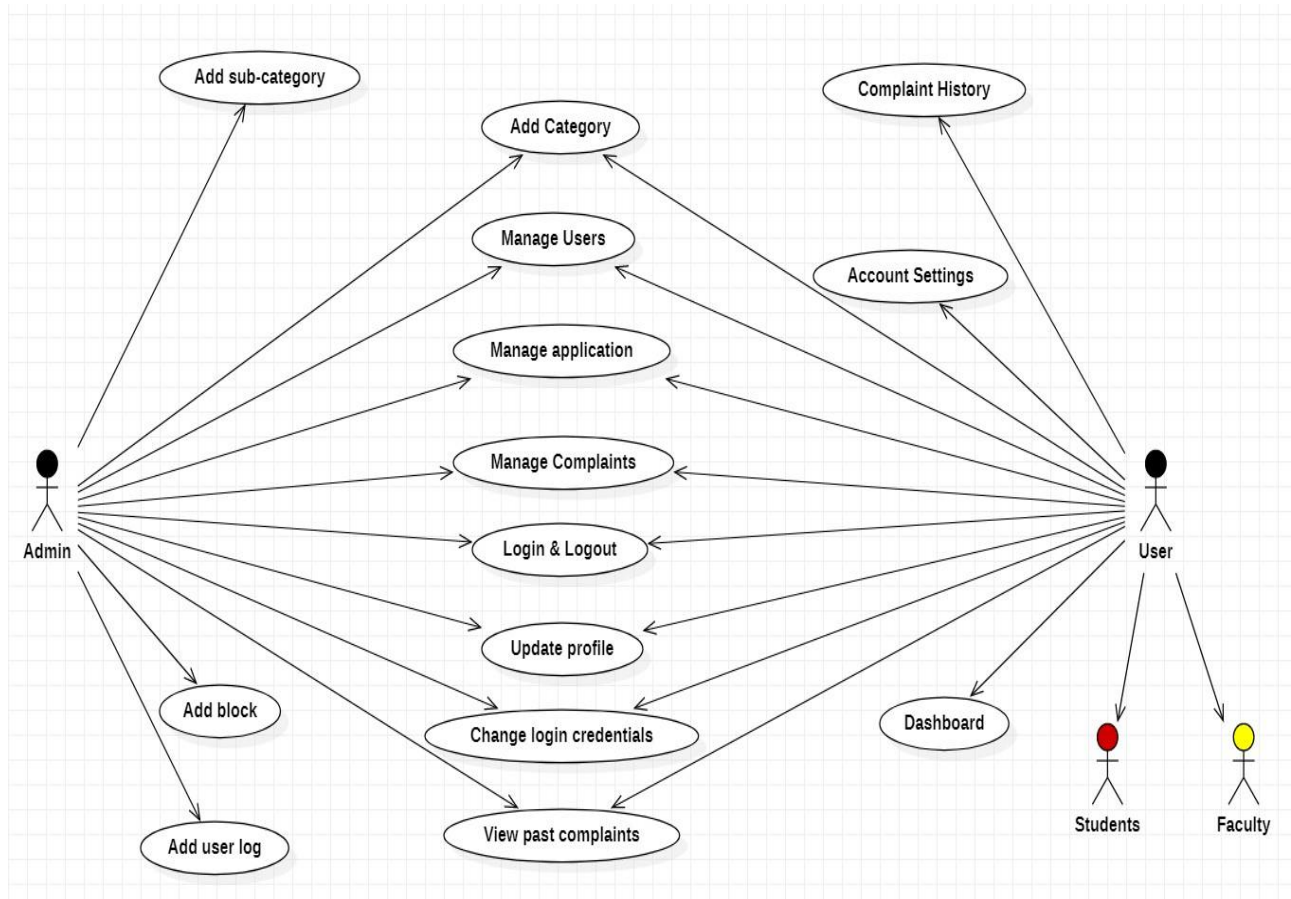 Add sub-category
Complaint History
Add Category
Manage Users
Account Settings
Manage application
Manage Complaints
Login & Logout
Admin
User
Update profile
Add block
Dashboard
Change login credentials
Students
Faculty
View past complaints
Add user log